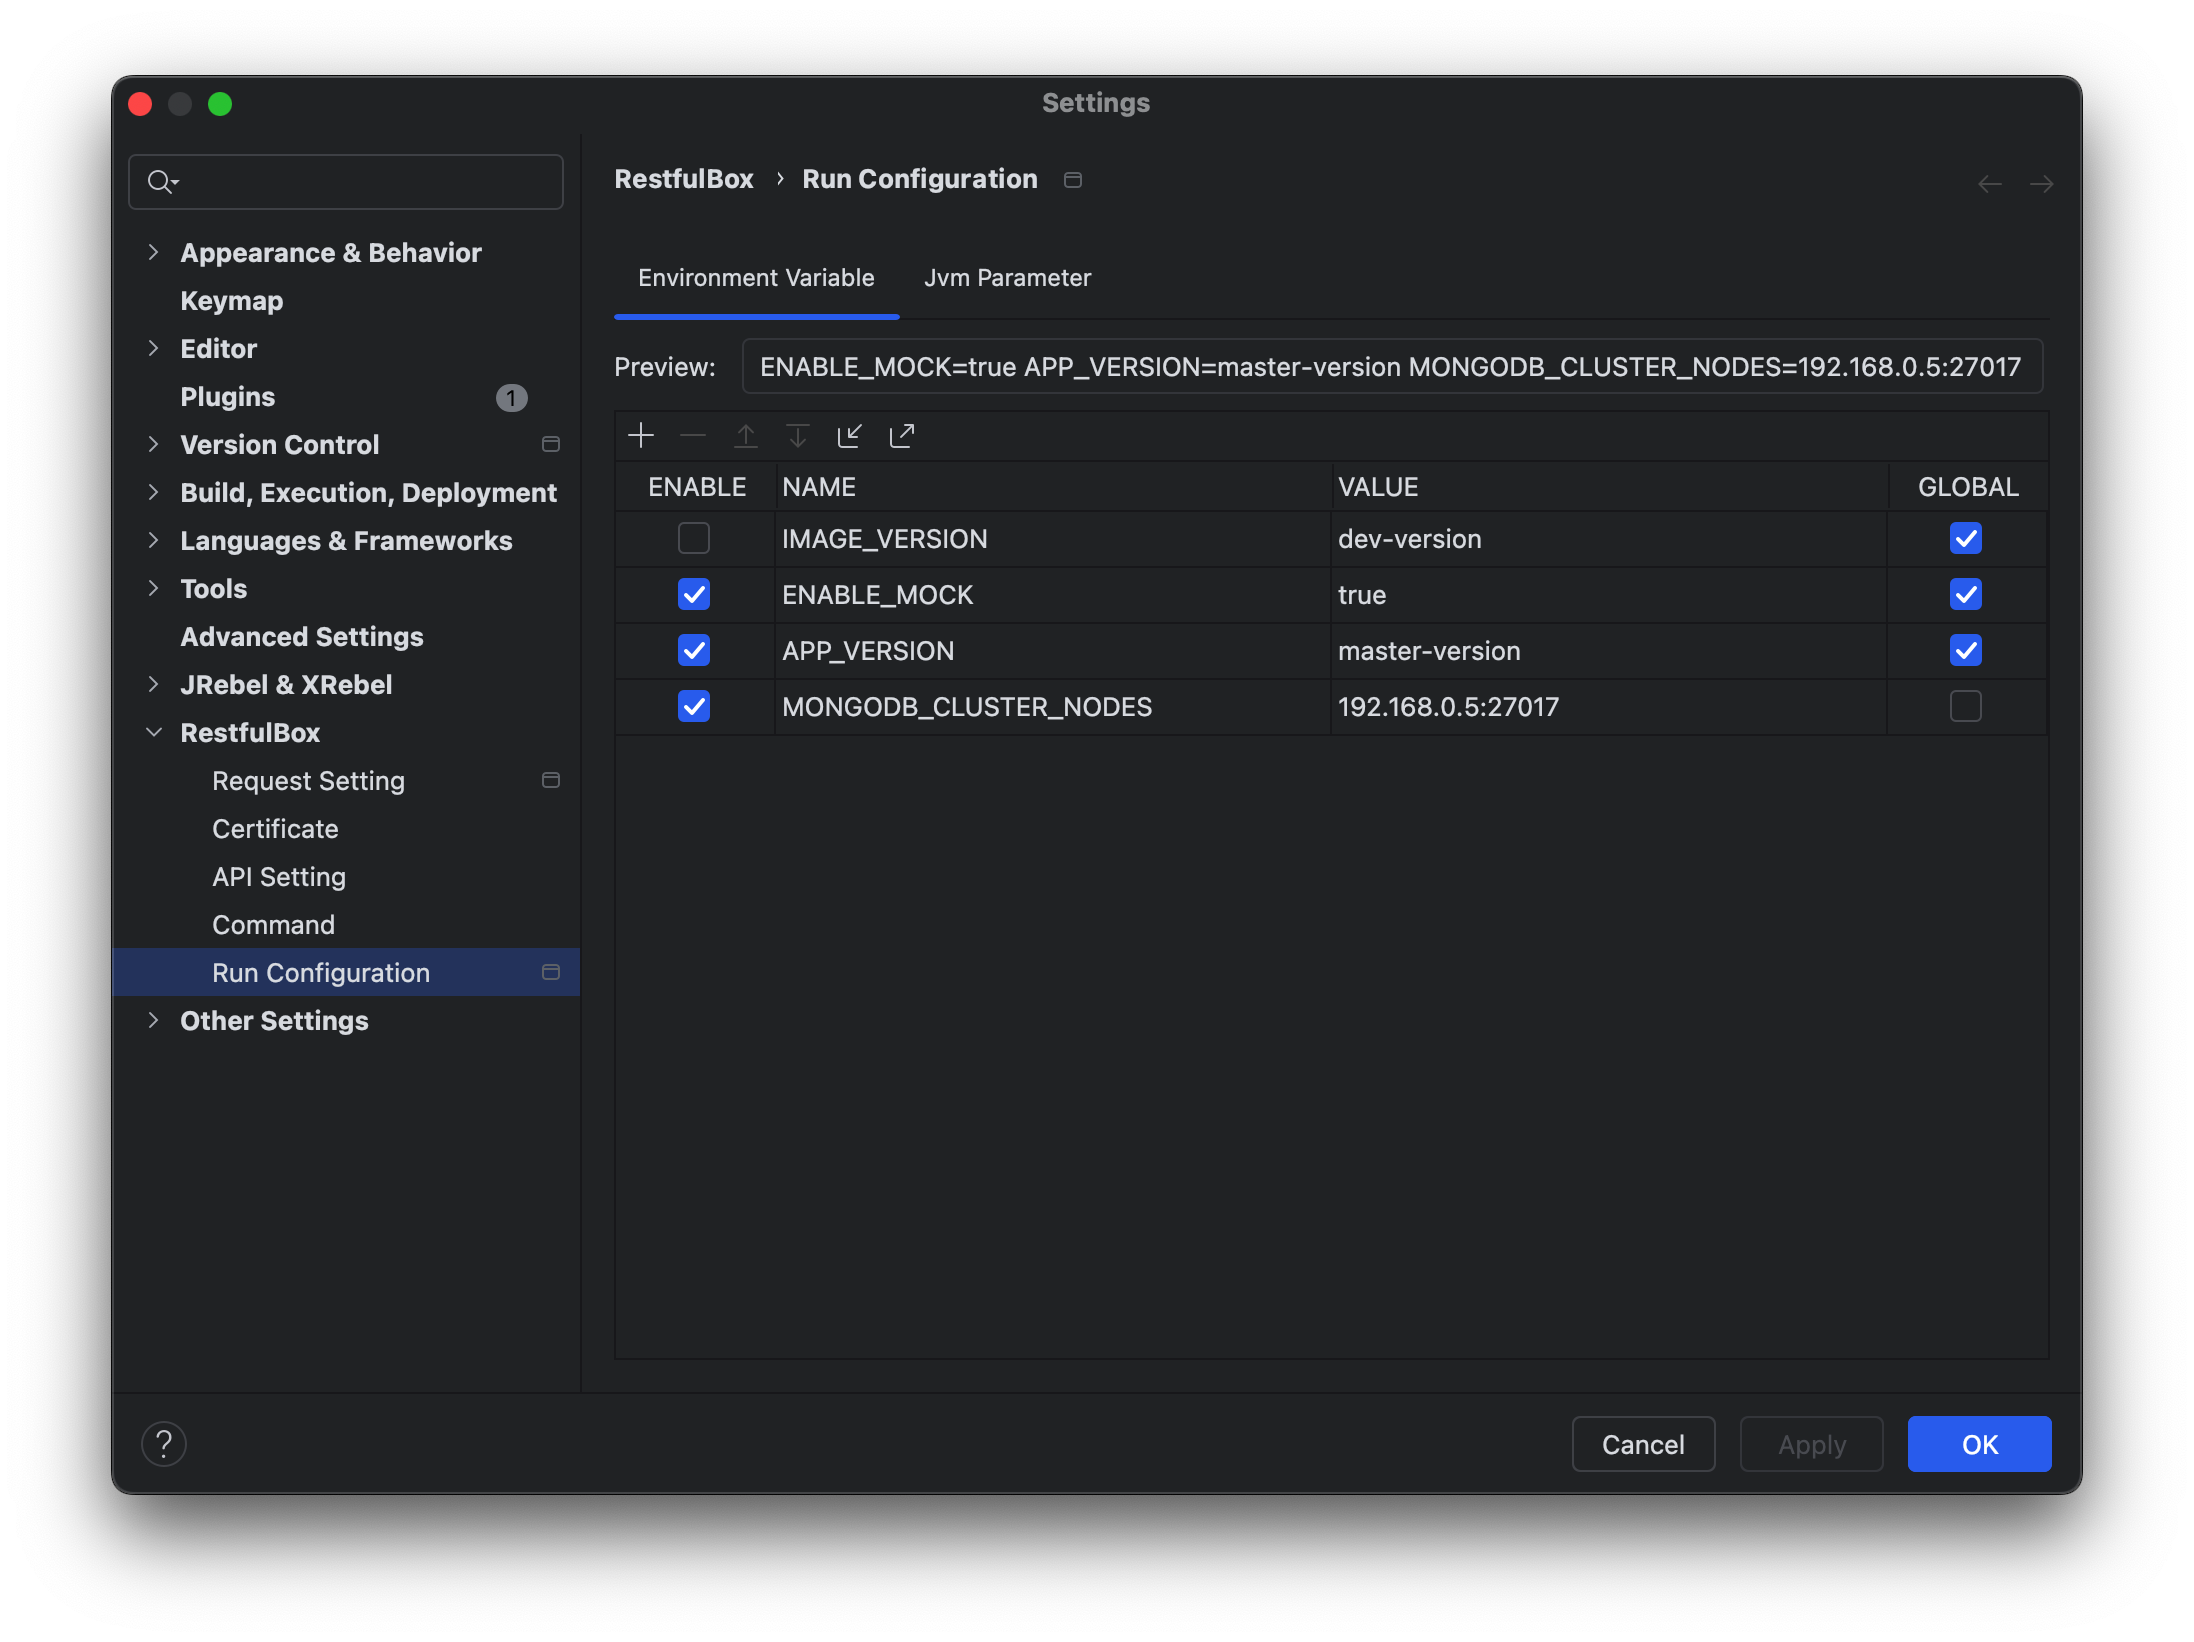 Settings
Appearance & Behavior
Keymap
Editor
Plugins 1
Version Control
Build, Execution, Deployment
Languages & Frameworks
Tools
Advanced Settings
JRebel & XRebel
RestfulBox
Request Setting
Certificate
API Setting
Command
Run Configuration
Other Settings
RestfulBox › Run Configuration
Environment Variable Jvm Parameter
Preview: ENABLE_MOCK=true APP_VERSION=master-version MONGODB_CLUSTER_NODES=192.168.0.5:27017
ENABLE NAME VALUE GLOBAL
IMAGE_VERSION dev-version
ENABLE_MOCK true
APP_VERSION master-version
MONGODB_CLUSTER_NODES 192.168.0.5:27017
? Cancel Apply OK